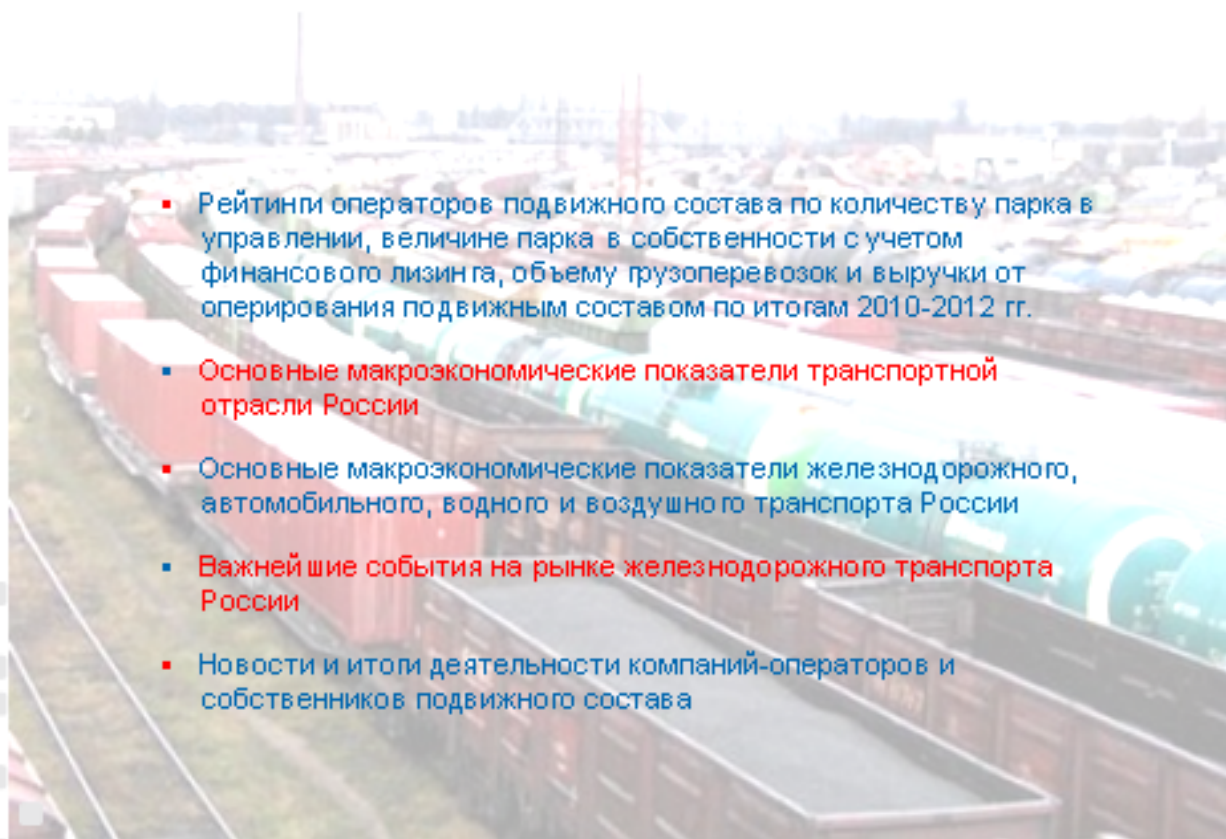 Рейтинги операторов подвижного состава по количеству парка в
управлении, величине парка в собственности с учетом
финансового лизинга, объему грузоперевозок и выручки от
оперирования подвижным составом по итогам 2010-2012 гг.
Основные макроэкономические показатели транспортной
отрасли России
Основные макроэкономические показатели железнодорожного,
автомобильного, водного и воздушного транспорта России
Важнейшие события на рынке железнодорожного транспорта
России
Новости и итоги деятельности компаний-операторов и
собственников подвижного состава